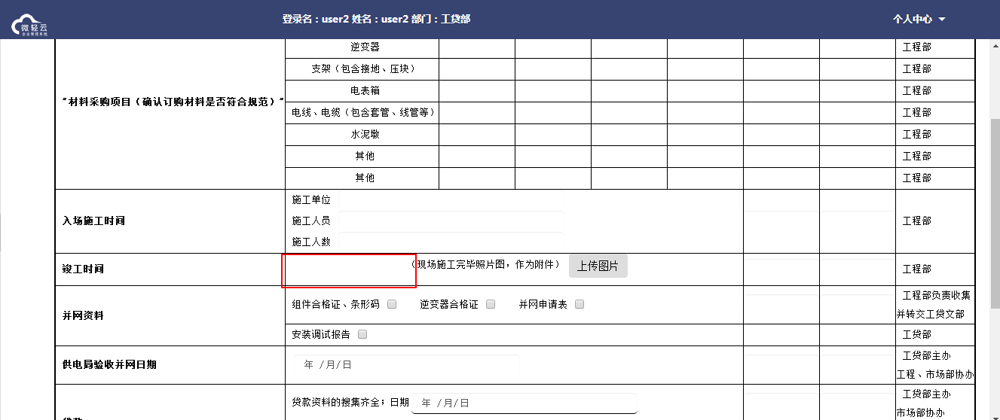 微轻云
企业管理系统
登录名：user2 姓名：user2 部门：工贷部
个人中心
逆变器
工程部
支架（包含接地、压块）
工程部
电表箱
工程部
"材料采购项目（确认订购材料是否符合规范）"
电线、电缆（包含套管、线管等）
工程部
水泥墩
工程部
其他
工程部
其他
工程部
入场施工时间
施工单位
施工人员
施工人数
工程部
竣工时间
（现场施工完毕照片图，作为附件）
上传图片
工程部
并网资料
组件合格证、条形码
逆变器合格证
并网申请表
工程部负责收集
并转交工贷文部
安装调试报告
工贷部
供电局验收并网日期
年 /月/日
工贷部主办
工程、市场部协办
贷款资料的搜集齐全；日期
年 /月/日
工贷部主办
市场部协办